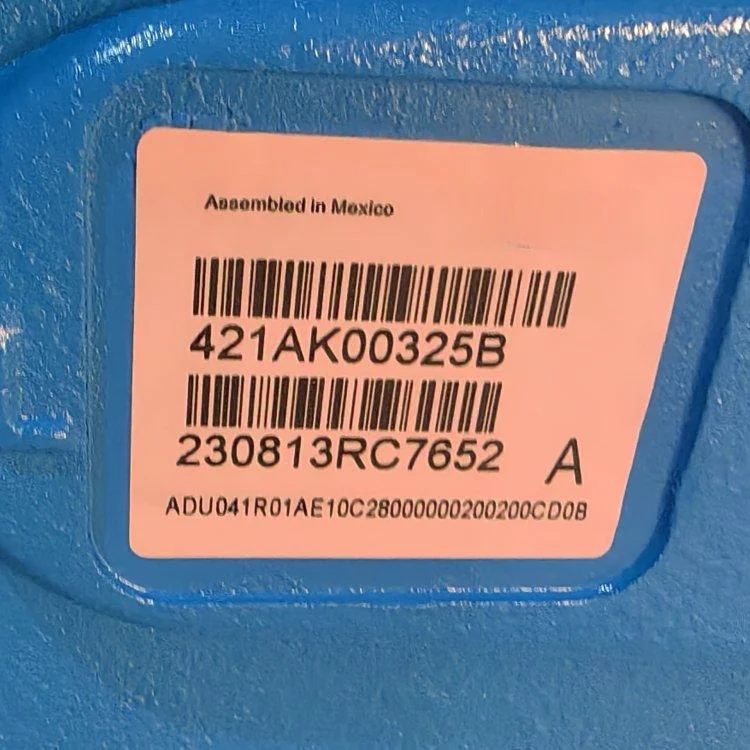 Assembled in Mexico
421AK00325B
230813RC7652 A
ADU041R01AE10C28000000200200CD0B